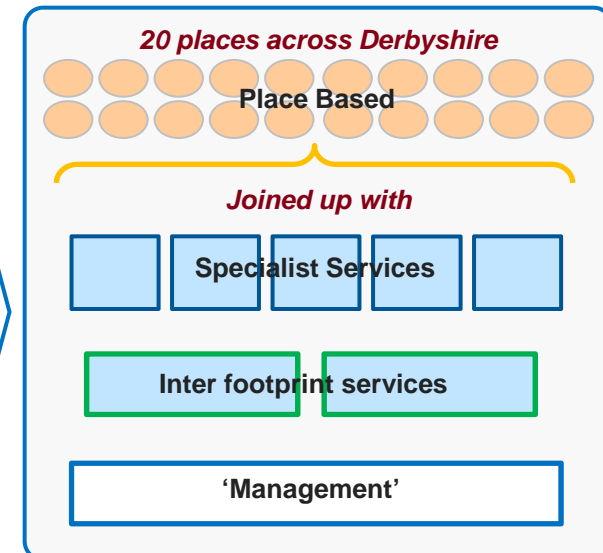 20 places across Derbyshire
Place Based
Joined up with
Specialist Services
Inter footprint services
‘Management’